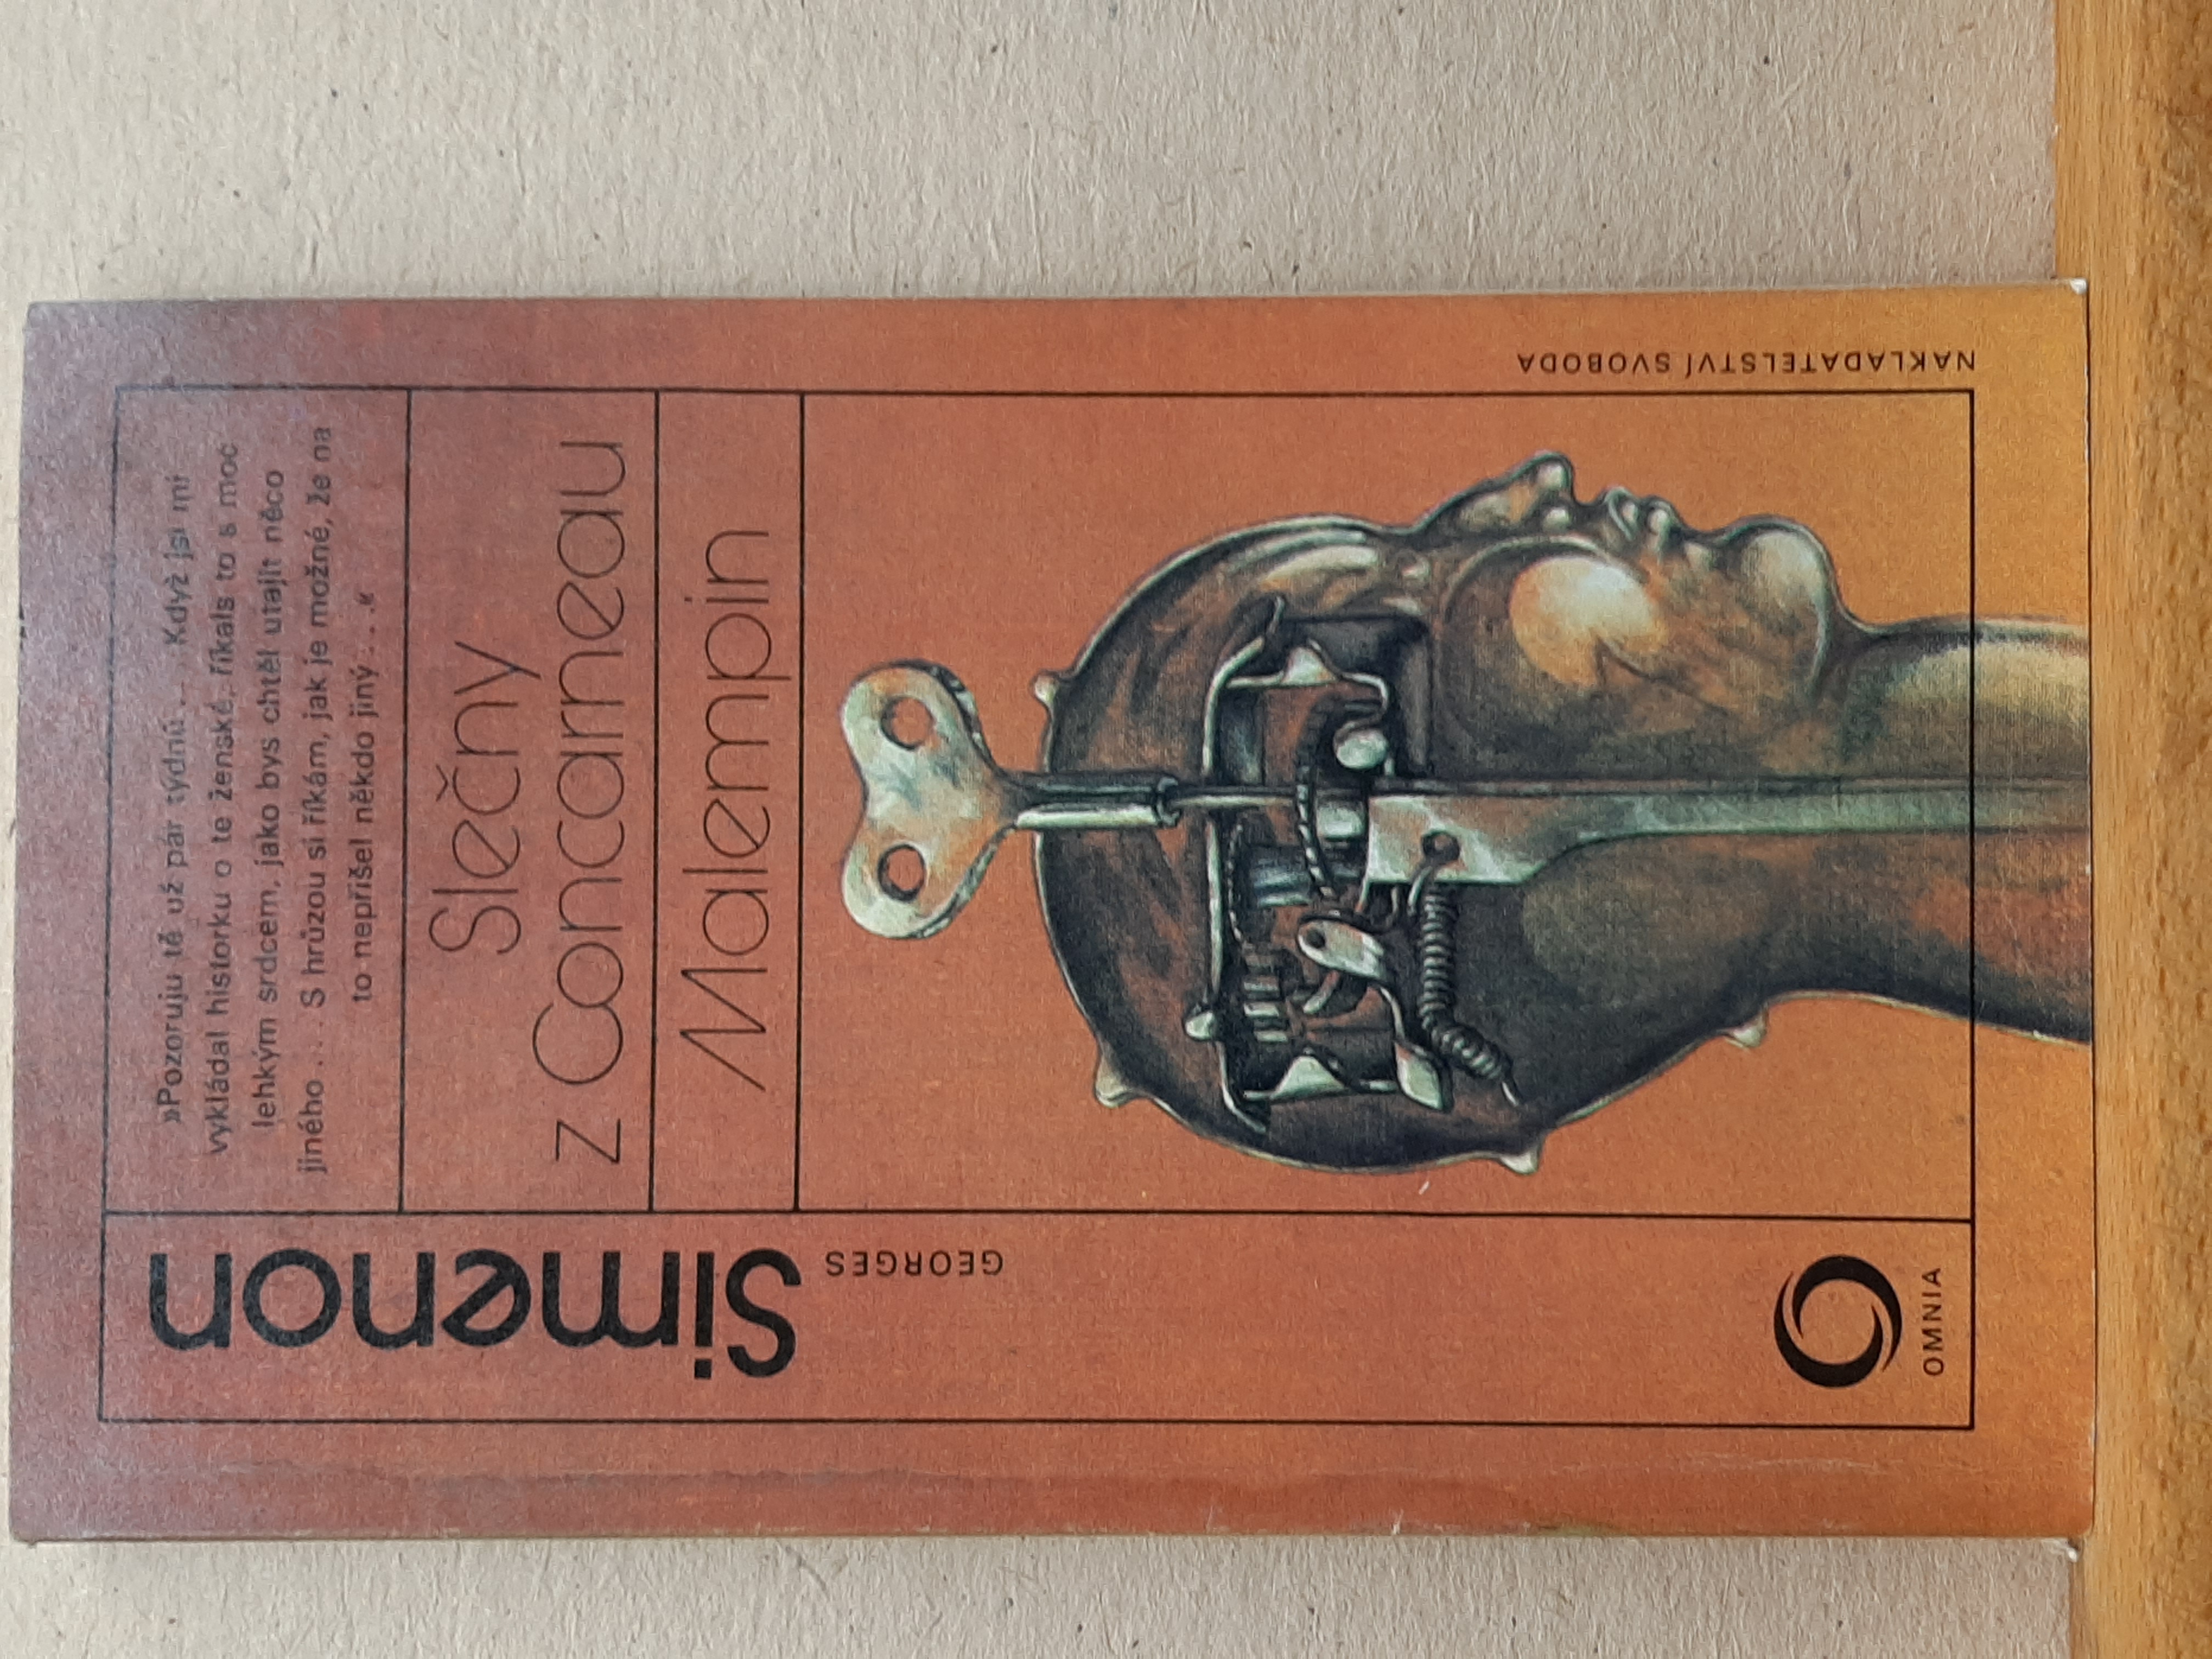 »Pozoruju tě už pár týdnů... Když jsi mi
vykládal historku o té ženské, říkals to s moc
lehkým srdcem, jako bys chtěl utajit něco
jiného... S hrůzou si říkám, jak je možné, že na
to nepřišel někdo jiný...«
Slečny
z Concarneau
Malempin
GEORGES
Simenon
OMNIA
NAKLADATELSTVÍ SVOBODA